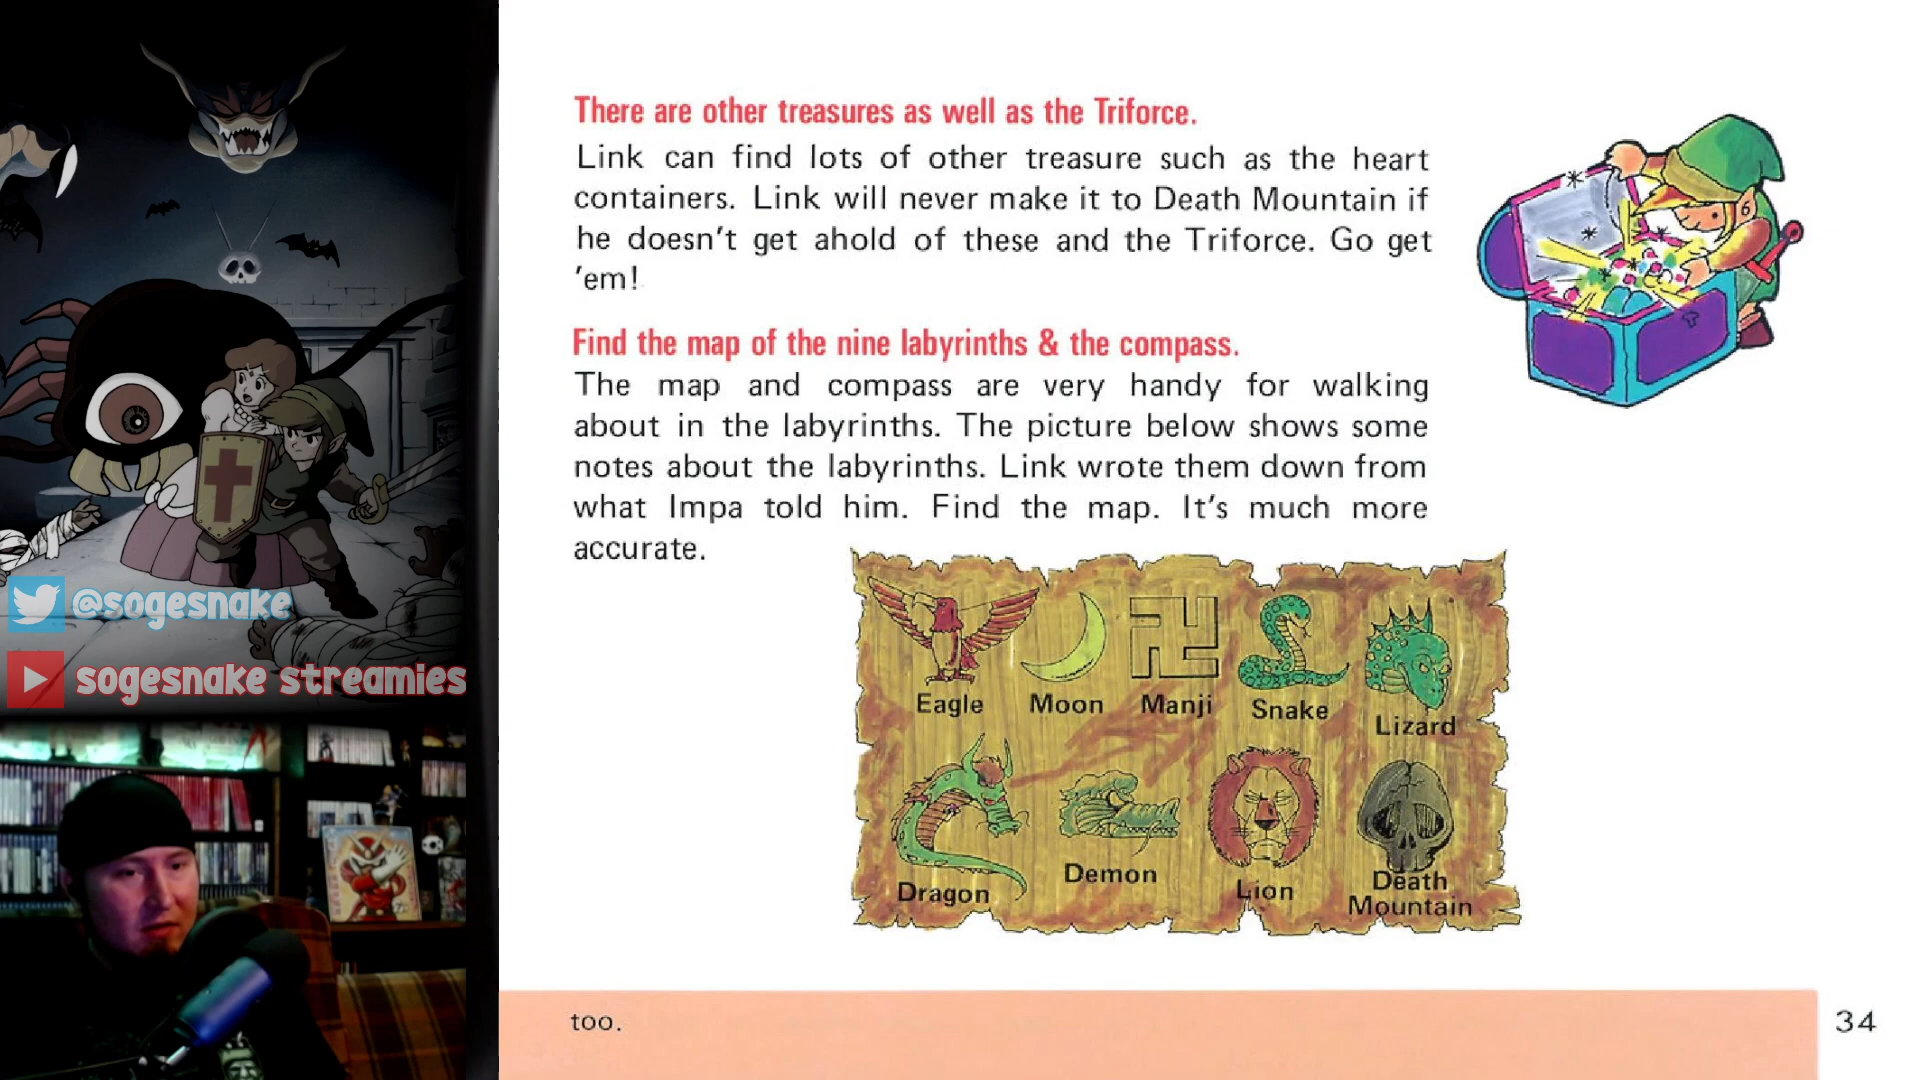 There are other treasures as well as the Triforce.
Link can find lots of other treasure such as the heart
containers. Link will never make it to Death Mountain if
he doesn't get ahold of these and the Triforce. Go get
'em!
Find the map of the nine labyrinths & the compass.
The map and compass are very handy for walking
about in the labyrinths. The picture below shows some
notes about the labyrinths. Link wrote them down from
what Impa told him. Find the map. It's much more
accurate.
Eagle
Moon
Manji
Snake
Lizard
Dragon
Demon
Lion
Death
Mountain
too.
34
@sogesnake
sogesnake streamies